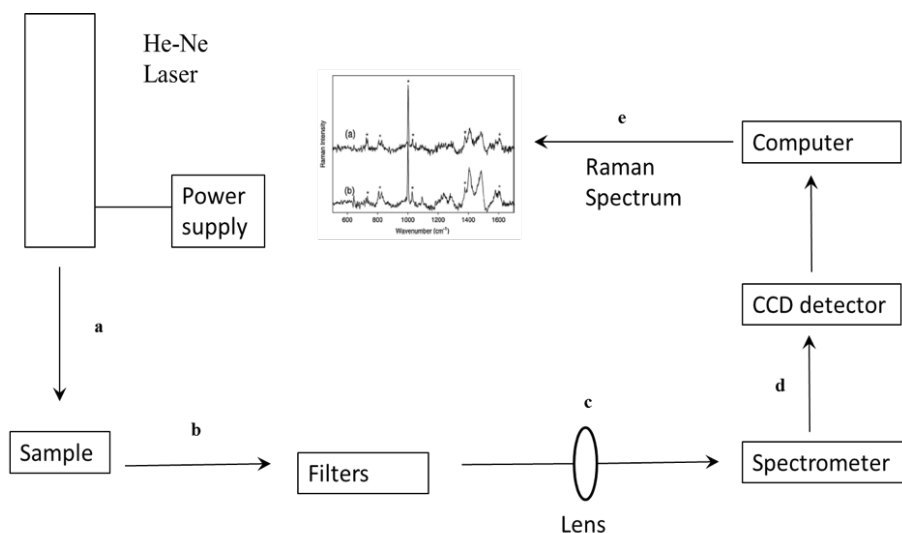 He-Ne
Laser
Power
supply
a
Sample
b
Filters
c
Lens
Spectrometer
d
CCD detector
Computer
e
Raman
Spectrum
Raman Intensity
(a)
(b)
600 800 1000 1200 1400 1600
Wavenumber (cm⁻¹)